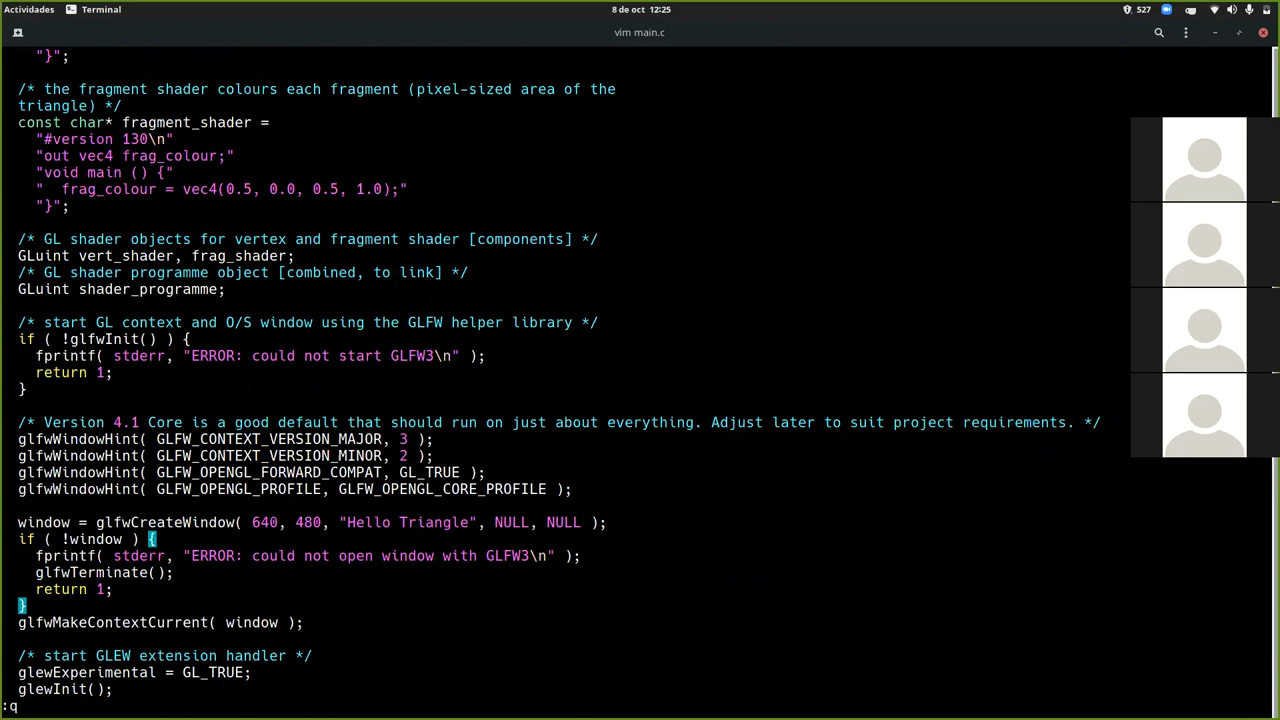 Actividades Terminal 8 de oct 12:25 527
vim main.c
"}";
/* the fragment shader colours each fragment (pixel-sized area of the
triangle) */
const char* fragment_shader =
"#version 130\n"
"out vec4 frag_colour;"
"void main () {"
"  frag_colour = vec4(0.5, 0.0, 0.5, 1.0);"
"}";
/* GL shader objects for vertex and fragment shader [components] */
GLuint vert_shader, frag_shader;
/* GL shader programme object [combined, to link] */
GLuint shader_programme;
/* start GL context and O/S window using the GLFW helper library */
if ( !glfwInit() ) {
  fprintf( stderr, "ERROR: could not start GLFW3\n" );
  return 1;
}
/* Version 4.1 Core is a good default that should run on just about everything. Adjust later to suit project requirements. */
glfwWindowHint( GLFW_CONTEXT_VERSION_MAJOR, 3 );
glfwWindowHint( GLFW_CONTEXT_VERSION_MINOR, 2 );
glfwWindowHint( GLFW_OPENGL_FORWARD_COMPAT, GL_TRUE );
glfwWindowHint( GLFW_OPENGL_PROFILE, GLFW_OPENGL_CORE_PROFILE );
window = glfwCreateWindow( 640, 480, "Hello Triangle", NULL, NULL );
if ( !window ) {
  fprintf( stderr, "ERROR: could not open window with GLFW3\n" );
  glfwTerminate();
  return 1;
}
glfwMakeContextCurrent( window );
/* start GLEW extension handler */
glewExperimental = GL_TRUE;
glewInit();
:q